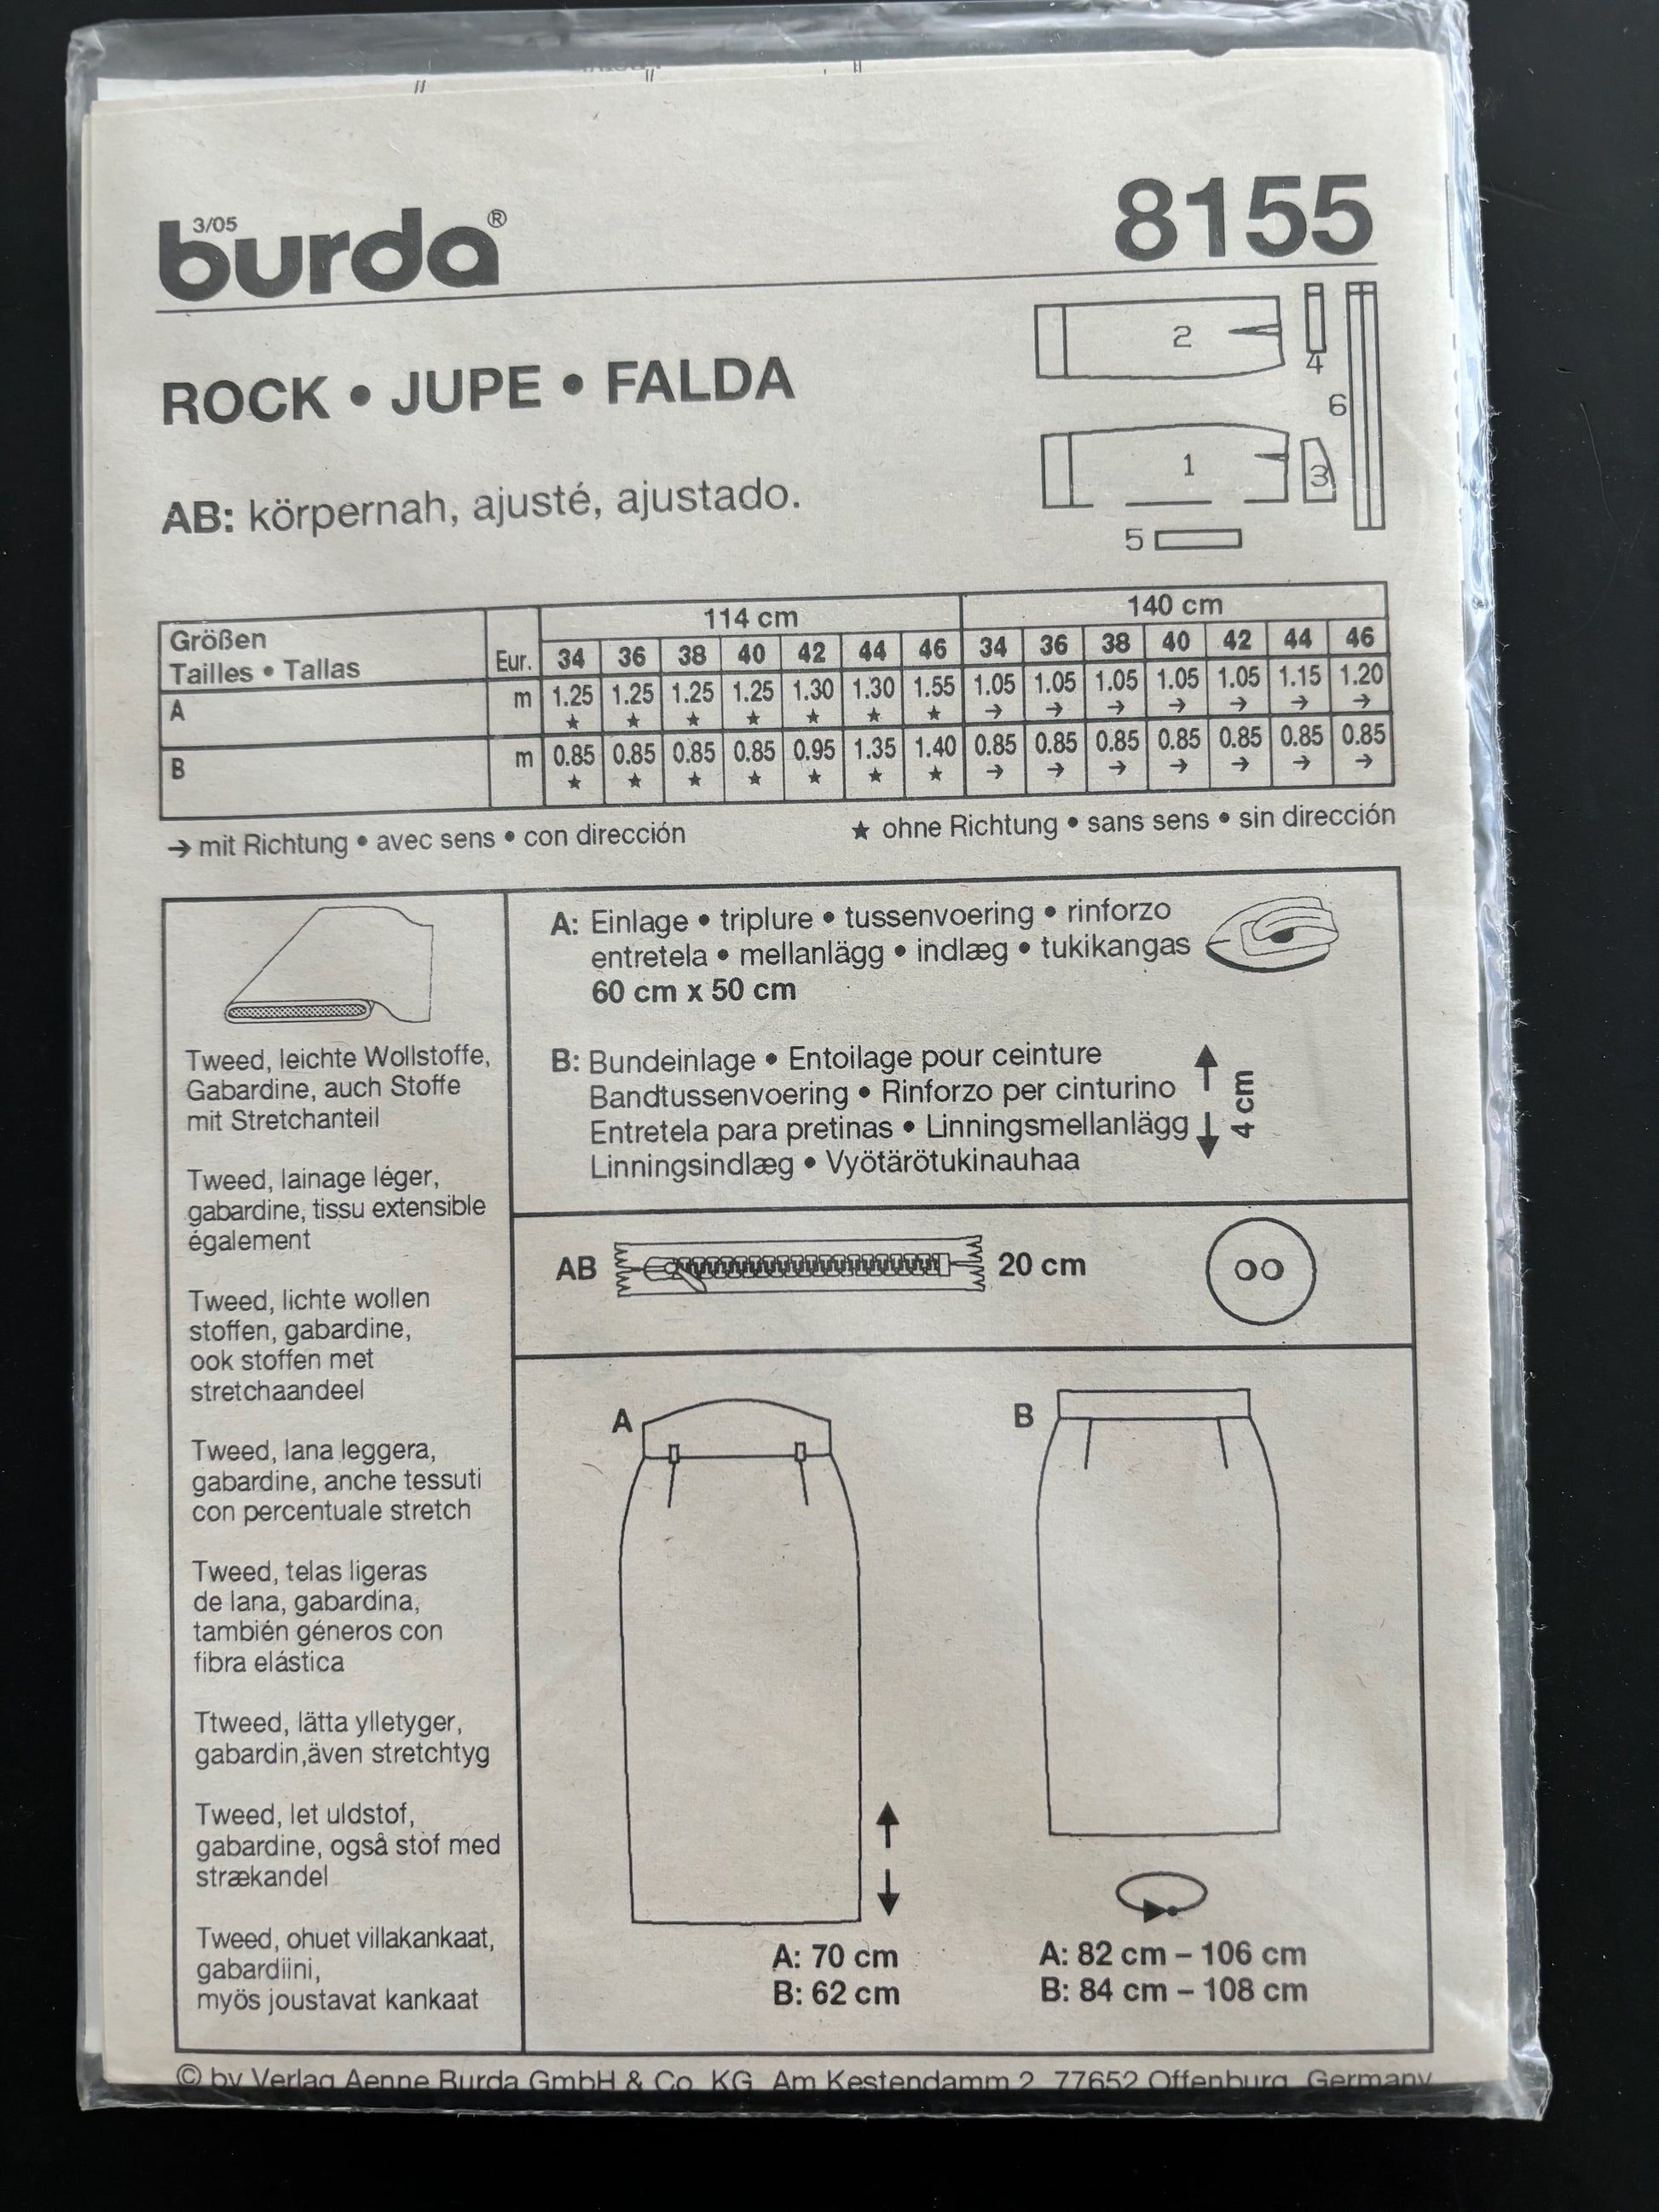 3/05
burda®
8155
ROCK • JUPE • FALDA
AB: körpernah, ajusté, ajustado.
2
4
6
1
3
5
Größen
Tailles • Tallas
Eur.
114 cm
140 cm
34 36 38 40 42 44 46 34 36 38 40 42 44 46
A m 1.25 1.25 1.25 1.25 1.30 1.30 1.55 1.05 1.05 1.05 1.05 1.05 1.15 1.20
★ ★ ★ ★ ★ ★ ★ → → → → → → →
B m 0.85 0.85 0.85 0.85 0.95 1.35 1.40 0.85 0.85 0.85 0.85 0.85 0.85 0.85
★ ★ ★ ★ ★ ★ ★ → → → → → → →
→ mit Richtung • avec sens • con dirección
★ ohne Richtung • sans sens • sin dirección
Tweed, leichte Wollstoffe,
Gabardine, auch Stoffe
mit Stretchanteil
Tweed, lainage léger,
gabardine, tissu extensible
également
Tweed, lichte wollen
stoffen, gabardine,
ook stoffen met
stretchaandeel
Tweed, lana leggera,
gabardine, anche tessuti
con percentuale stretch
Tweed, telas ligeras
de lana, gabardina,
también géneros con
fibra elástica
Ttweed, lätta ylletyger,
gabardin,även stretchtyg
Tweed, let uldstof,
gabardine, også stof med
strækandel
Tweed, ohuet villakankaat,
gabardiini,
myös joustavat kankaat
A: Einlage • triplure • tussenvoering • rinforzo
entretela • mellanlägg • indlæg • tukikangas
60 cm x 50 cm
B: Bundeinlage • Entoilage pour ceinture
Bandtussenvoering • Rinforzo per cinturino
Entretela para pretinas • Linningsmellanlägg
Linningsindlæg • Vyötärötukinauhaa
4 cm
AB
20 cm
A
B
A: 70 cm
B: 62 cm
A: 82 cm – 106 cm
B: 84 cm – 108 cm
© by Verlag Aenne Burda GmbH & Co. KG, Am Kestendamm 2, 77652 Offenburg, Germany